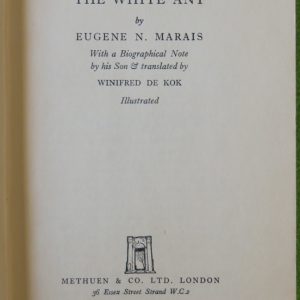 THE WHITE ANT
by
EUGENE N. MARAIS
With a Biographical Note
by his Son & translated by
WINIFRED DE KOK
Illustrated
METHUEN & CO. LTD. LONDON
36 Essex Street Strand W.C.2